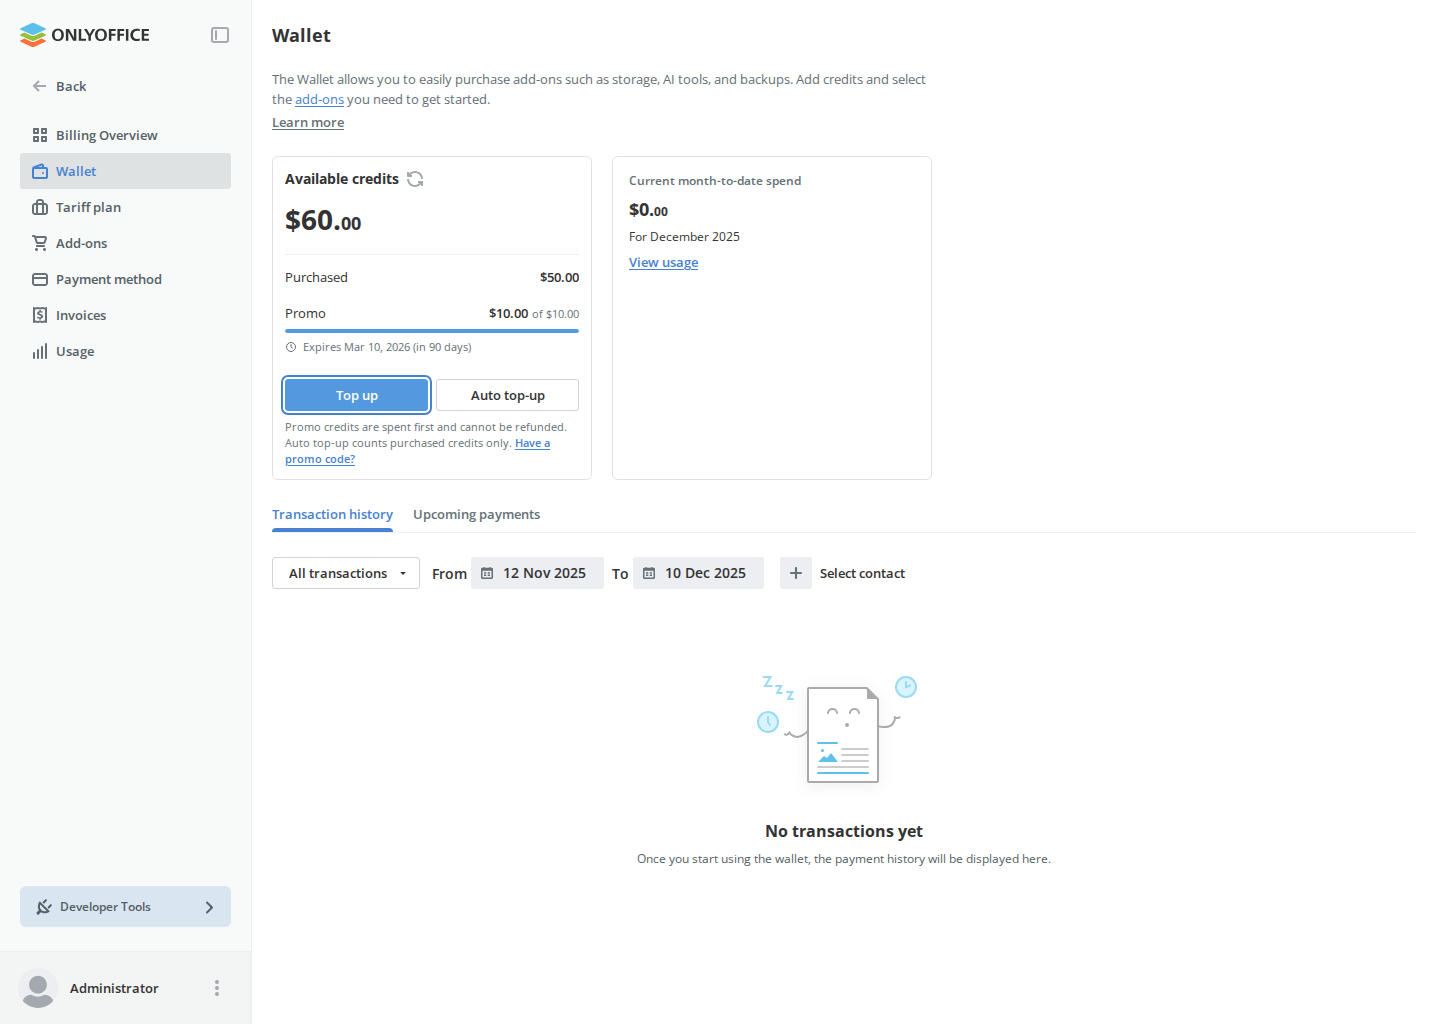 ONLYOFFICE
Back
Billing Overview
Wallet
Tariff plan
Add-ons
Payment method
Invoices
Usage
Developer Tools
Administrator
Wallet
The Wallet allows you to easily purchase add-ons such as storage, AI tools, and backups. Add credits and select
the add-ons you need to get started.
Learn more
Available credits
$60.00
Purchased $50.00
Promo $10.00 of $10.00
Expires Mar 10, 2026 (in 90 days)
Top up Auto top-up
Promo credits are spent first and cannot be refunded.
Auto top-up counts purchased credits only. Have a
promo code?
Current month-to-date spend
$0.00
For December 2025
View usage
Transaction history Upcoming payments
All transactions From 12 Nov 2025 To 10 Dec 2025 Select contact
z z z
No transactions yet
Once you start using the wallet, the payment history will be displayed here.